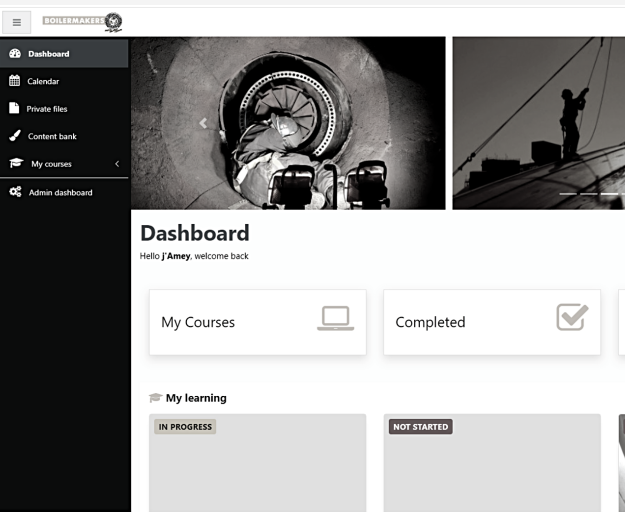 BOILERMAKERS
Dashboard
Calendar
Private files
Content bank
My courses
Admin dashboard
Dashboard
Hello j'Amey, welcome back
My Courses
Completed
My learning
IN PROGRESS
NOT STARTED